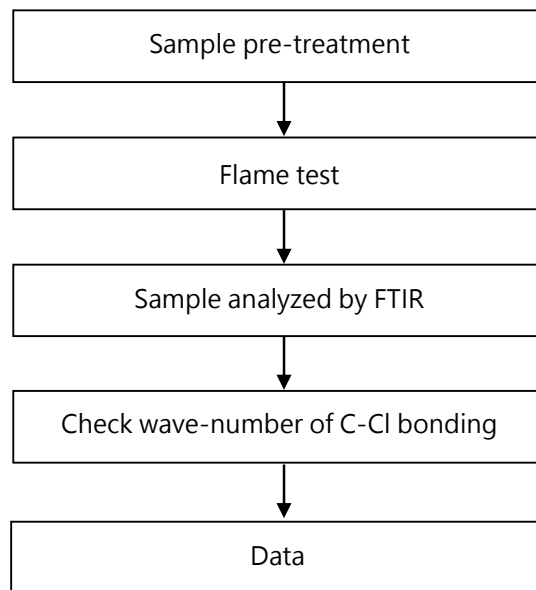 Sample pre-treatment
Flame test
Sample analyzed by FTIR
Check wave-number of C-Cl bonding
Data